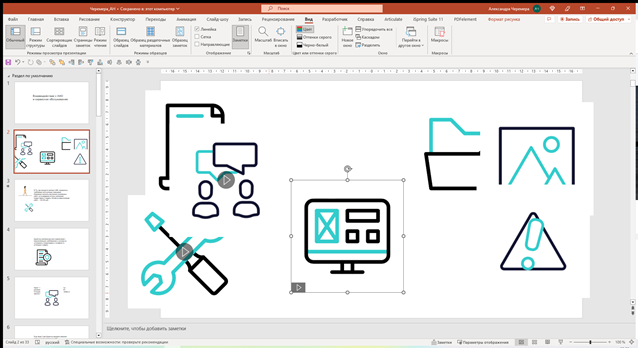 Черемера_АН • Сохранено в этот компьютер
Поиск
Александра Черемера
Файл Главная Вставка Рисование Конструктор Переходы Анимация Слайд-шоу Запись Рецензирование Вид Разработчик Справка Articulate iSpring Suite 11 PDFelement Формат рисунка Запись Общий доступ
Обычный
Режим структуры
Сортировщик слайдов
Страницы заметок
Режим чтения
Режимы просмотра презентации
Образец слайдов
Образец раздаточных материалов
Образец заметок
Режимы образцов
Линейка
Сетка
Направляющие
Отображение
Заметки
Масштаб
Вписать в окно
Масштаб
Цвет
Оттенки серого
Черно-белый
Цвет или оттенки серого
Новое окно
Упорядочить все
Каскадом
Разделить
Перейти в другое окно
Окно
Макросы
Макросы
Раздел по умолчанию
1
2
3
4
5
6
Щелкните, чтобы добавить заметки
Слайд 2 из 33 русский Специальные возможности: проверьте рекомендации Заметки Параметры отображения 100 %